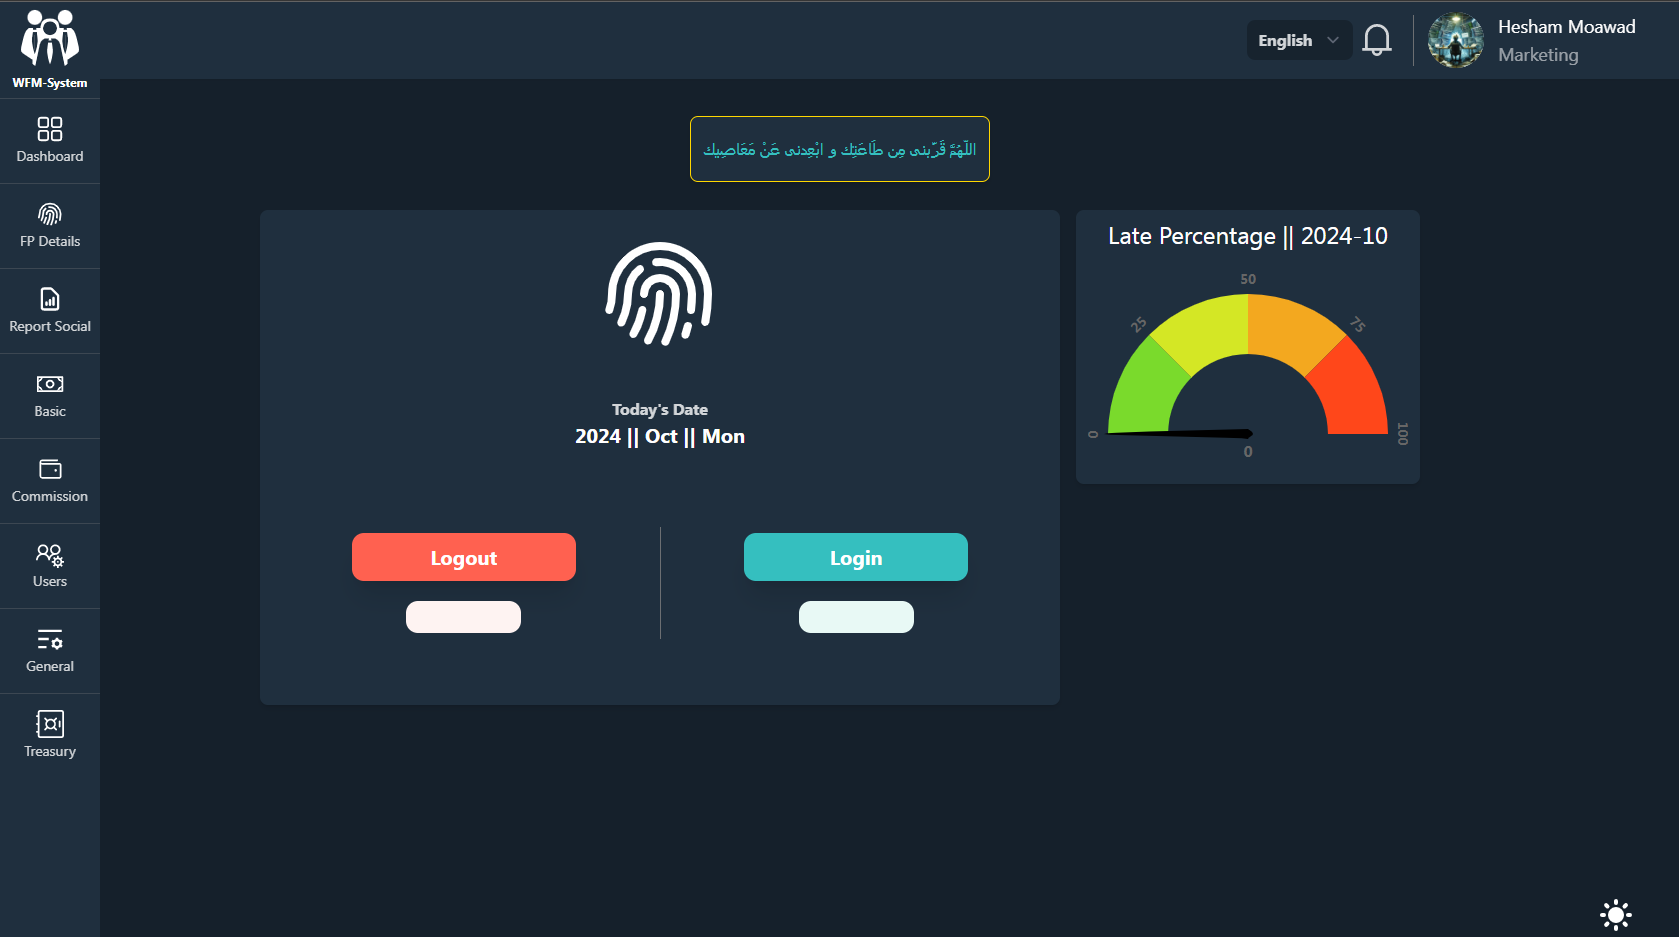 WFM-System
English
Hesham Moawad
Marketing
Dashboard
FP Details
Report Social
Basic
Commission
Users
General
Treasury
اللّهُمَّ قَرّبنى مِن طَاعَتِك و ابْعِدنى عَنْ مَعَاصِيك
Today's Date
2024 || Oct || Mon
Logout
Login
Late Percentage || 2024-10
0
25
50
75
100
0